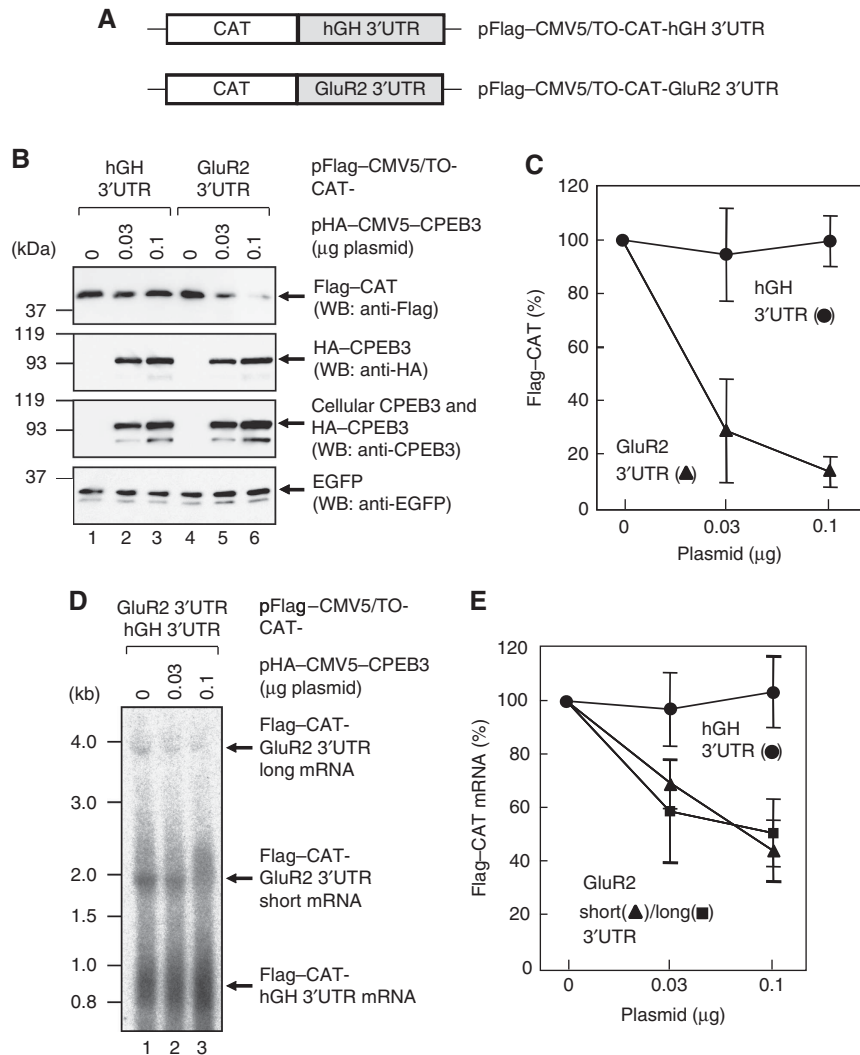 A
CAT hGH 3′UTR pFlag–CMV5/TO-CAT-hGH 3′UTR
CAT GluR2 3′UTR pFlag–CMV5/TO-CAT-GluR2 3′UTR
B
hGH 3′UTR GluR2 3′UTR
pFlag–CMV5/TO-
CAT-
pHA–CMV5–CPEB3
(µg plasmid)
0 0.03 0.1 0 0.03 0.1
(kDa)
37
Flag–CAT
(WB: anti-Flag)
119
93
HA–CPEB3
(WB: anti-HA)
119
93
Cellular CPEB3 and
HA–CPEB3
(WB: anti-CPEB3)
37
EGFP
(WB: anti-EGFP)
1 2 3 4 5 6
C
120
100
80
60
40
20
0
Flag–CAT (%)
hGH
3′UTR (●)
GluR2
3′UTR (▲)
0 0.03 0.1
Plasmid (µg)
D
GluR2 3′UTR
hGH 3′UTR
pFlag–CMV5/TO-
CAT-
pHA–CMV5–CPEB3
(µg plasmid)
0 0.03 0.1
(kb)
4.0
3.0
2.0
1.5
1.0
0.8
Flag–CAT-
GluR2 3′UTR
long mRNA
Flag–CAT-
GluR2 3′UTR
short mRNA
Flag–CAT-
hGH 3′UTR mRNA
1 2 3
E
120
100
80
60
40
20
0
Flag–CAT mRNA (%)
hGH
3′UTR (●)
GluR2
short(▲)/long(■)
3′UTR
0 0.03 0.1
Plasmid (µg)